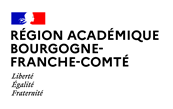 RÉGION ACADÉMIQUE
BOURGOGNE-
FRANCHE-COMTÉ
Liberté
Égalité
Fraternité